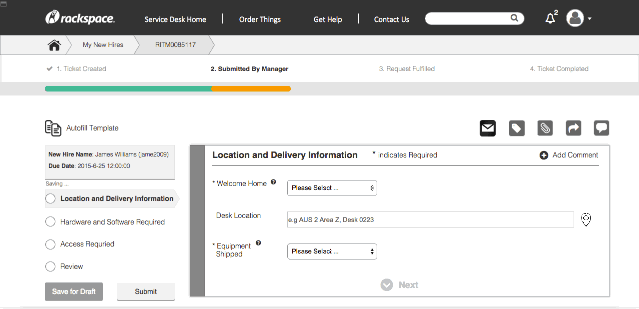 rackspace.
Service Desk Home
Order Things
Get Help
Contact Us
2
My New Hires
RITM0085117
1. Ticket Created
2. Submitted By Manager
3. Request Fulfilled
4. Ticket Completed
Autofill Template
New Hire Name: James Williams (jame2009)
Due Date: 2015-6-25 12:00:00
Saving ...
Location and Delivery Information
Hardware and Software Required
Access Requried
Review
Save for Draft
Submit
Location and Delivery Information
* Indicates Required
Add Comment
* Welcome Home ?
Please Select ...
Desk Location
e.g AUS 2 Area Z, Desk 0223
* Equipment ?
Shipped
Please Select ...
Next